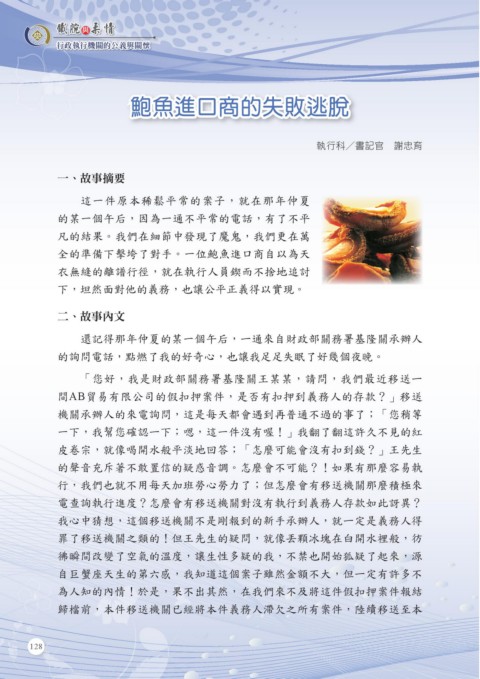 鐵腕與柔情
行政執行機關的公義與關懷
鮑魚進口商的失敗逃脫
執行科／書記官　謝忠育
一、故事摘要
這一件原本稀鬆平常的案子，就在那年仲夏
的某一個午后，因為一通不平常的電話，有了不平
凡的結果。我們在細節中發現了魔鬼，我們更在萬
全的準備下擊垮了對手。一位鮑魚進口商自以為天
衣無縫的離譜行徑，就在執行人員鍥而不捨地追討
下，坦然面對他的義務，也讓公平正義得以實現。
二、故事內文
還記得那年仲夏的某一個午后，一通來自財政部關務署基隆關承辦人
的詢問電話，點燃了我的好奇心，也讓我足足失眠了好幾個夜晚。
「您好，我是財政部關務署基隆關王某某，請問，我們最近移送一
間AB貿易有限公司的假扣押案件，是否有扣押到義務人的存款？」移送
機關承辦人的來電詢問，這是每天都會遇到再普通不過的事了；「您稍等
一下，我幫您確認一下；嗯，這一件沒有喔！」我翻了翻這許久不見的紅
皮卷宗，就像喝開水般平淡地回答；「怎麼可能會沒有扣到錢？」王先生
的聲音充斥著不敢置信的疑惑音調。怎麼會不可能？！如果有那麼容易執
行，我們也就不用每天加班勞心勞力了；但怎麼會有移送機關那麼積極來
電查詢執行進度？怎麼會有移送機關對沒有執行到義務人存款如此訝異？
我心中猜想，這個移送機關不是剛報到的新手承辦人，就一定是義務人得
罪了移送機關之類的！但王先生的疑問，就像丟顆冰塊在白開水裡般，彷
彿瞬間改變了空氣的溫度，讓生性多疑的我，不禁也開始狐疑了起來，源
自巨蟹座天生的第六感，我知道這個案子雖然金額不大，但一定有許多不
為人知的內情！於是，果不出其然，在我們來不及將這件假扣押案件報結
歸檔前，本件移送機關已經將本件義務人滯欠之所有案件，陸續移送至本
128